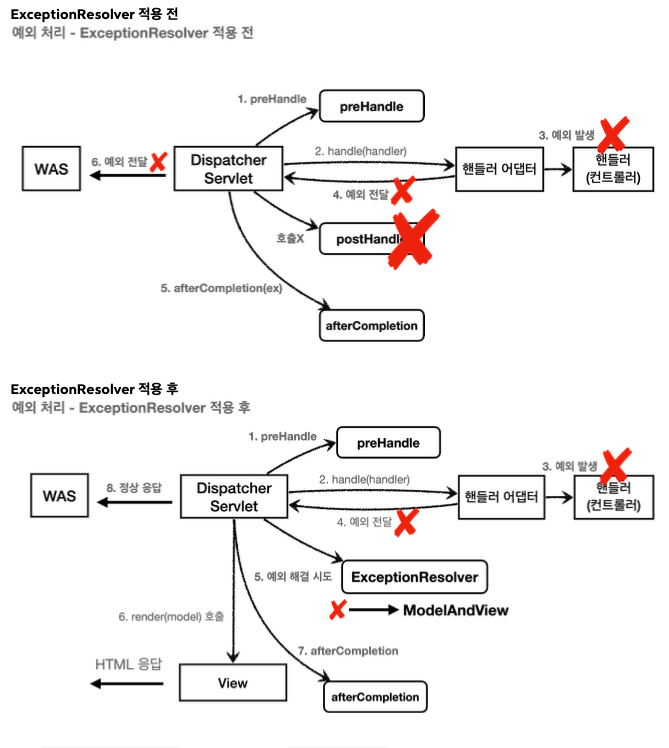 ExceptionResolver 적용 전
예외 처리 - ExceptionResolver 적용 전
1. preHandle
preHandle
3. 예외 발생
WAS
6. 예외 전달
Dispatcher
Servlet
2. handle(handler)
4. 예외 전달
핸들러 어댑터
핸들러
(컨트롤러)
호출X
postHandle
5. afterCompletion(ex)
afterCompletion
ExceptionResolver 적용 후
예외 처리 - ExceptionResolver 적용 후
1. preHandle
preHandle
3. 예외 발생
WAS
8. 정상 응답
Dispatcher
Servlet
2. handle(handler)
4. 예외 전달
핸들러 어댑터
핸들러
(컨트롤러)
5. 예외 해결 시도
ExceptionResolver
ModelAndView
6. render(model) 호출
7. afterCompletion
HTML 응답
View
afterCompletion